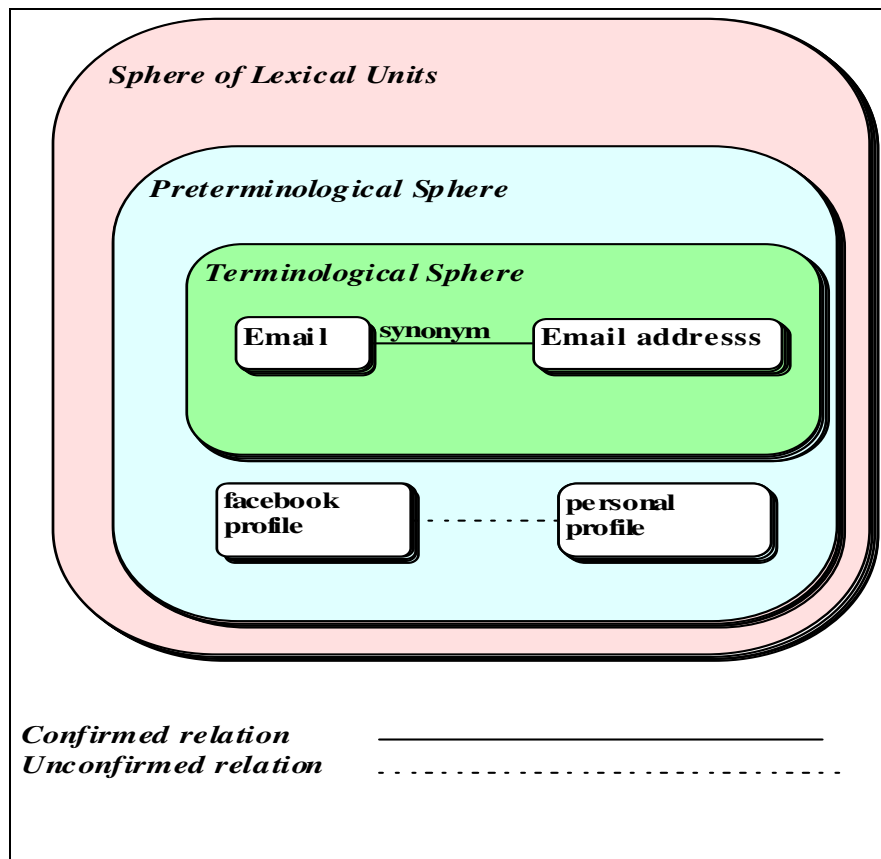 Sphere of Lexical Units
Preterminological Sphere
Terminological Sphere
Email synonym Email addresss
facebook profile
personal profile
Confirmed relation
Unconfirmed relation